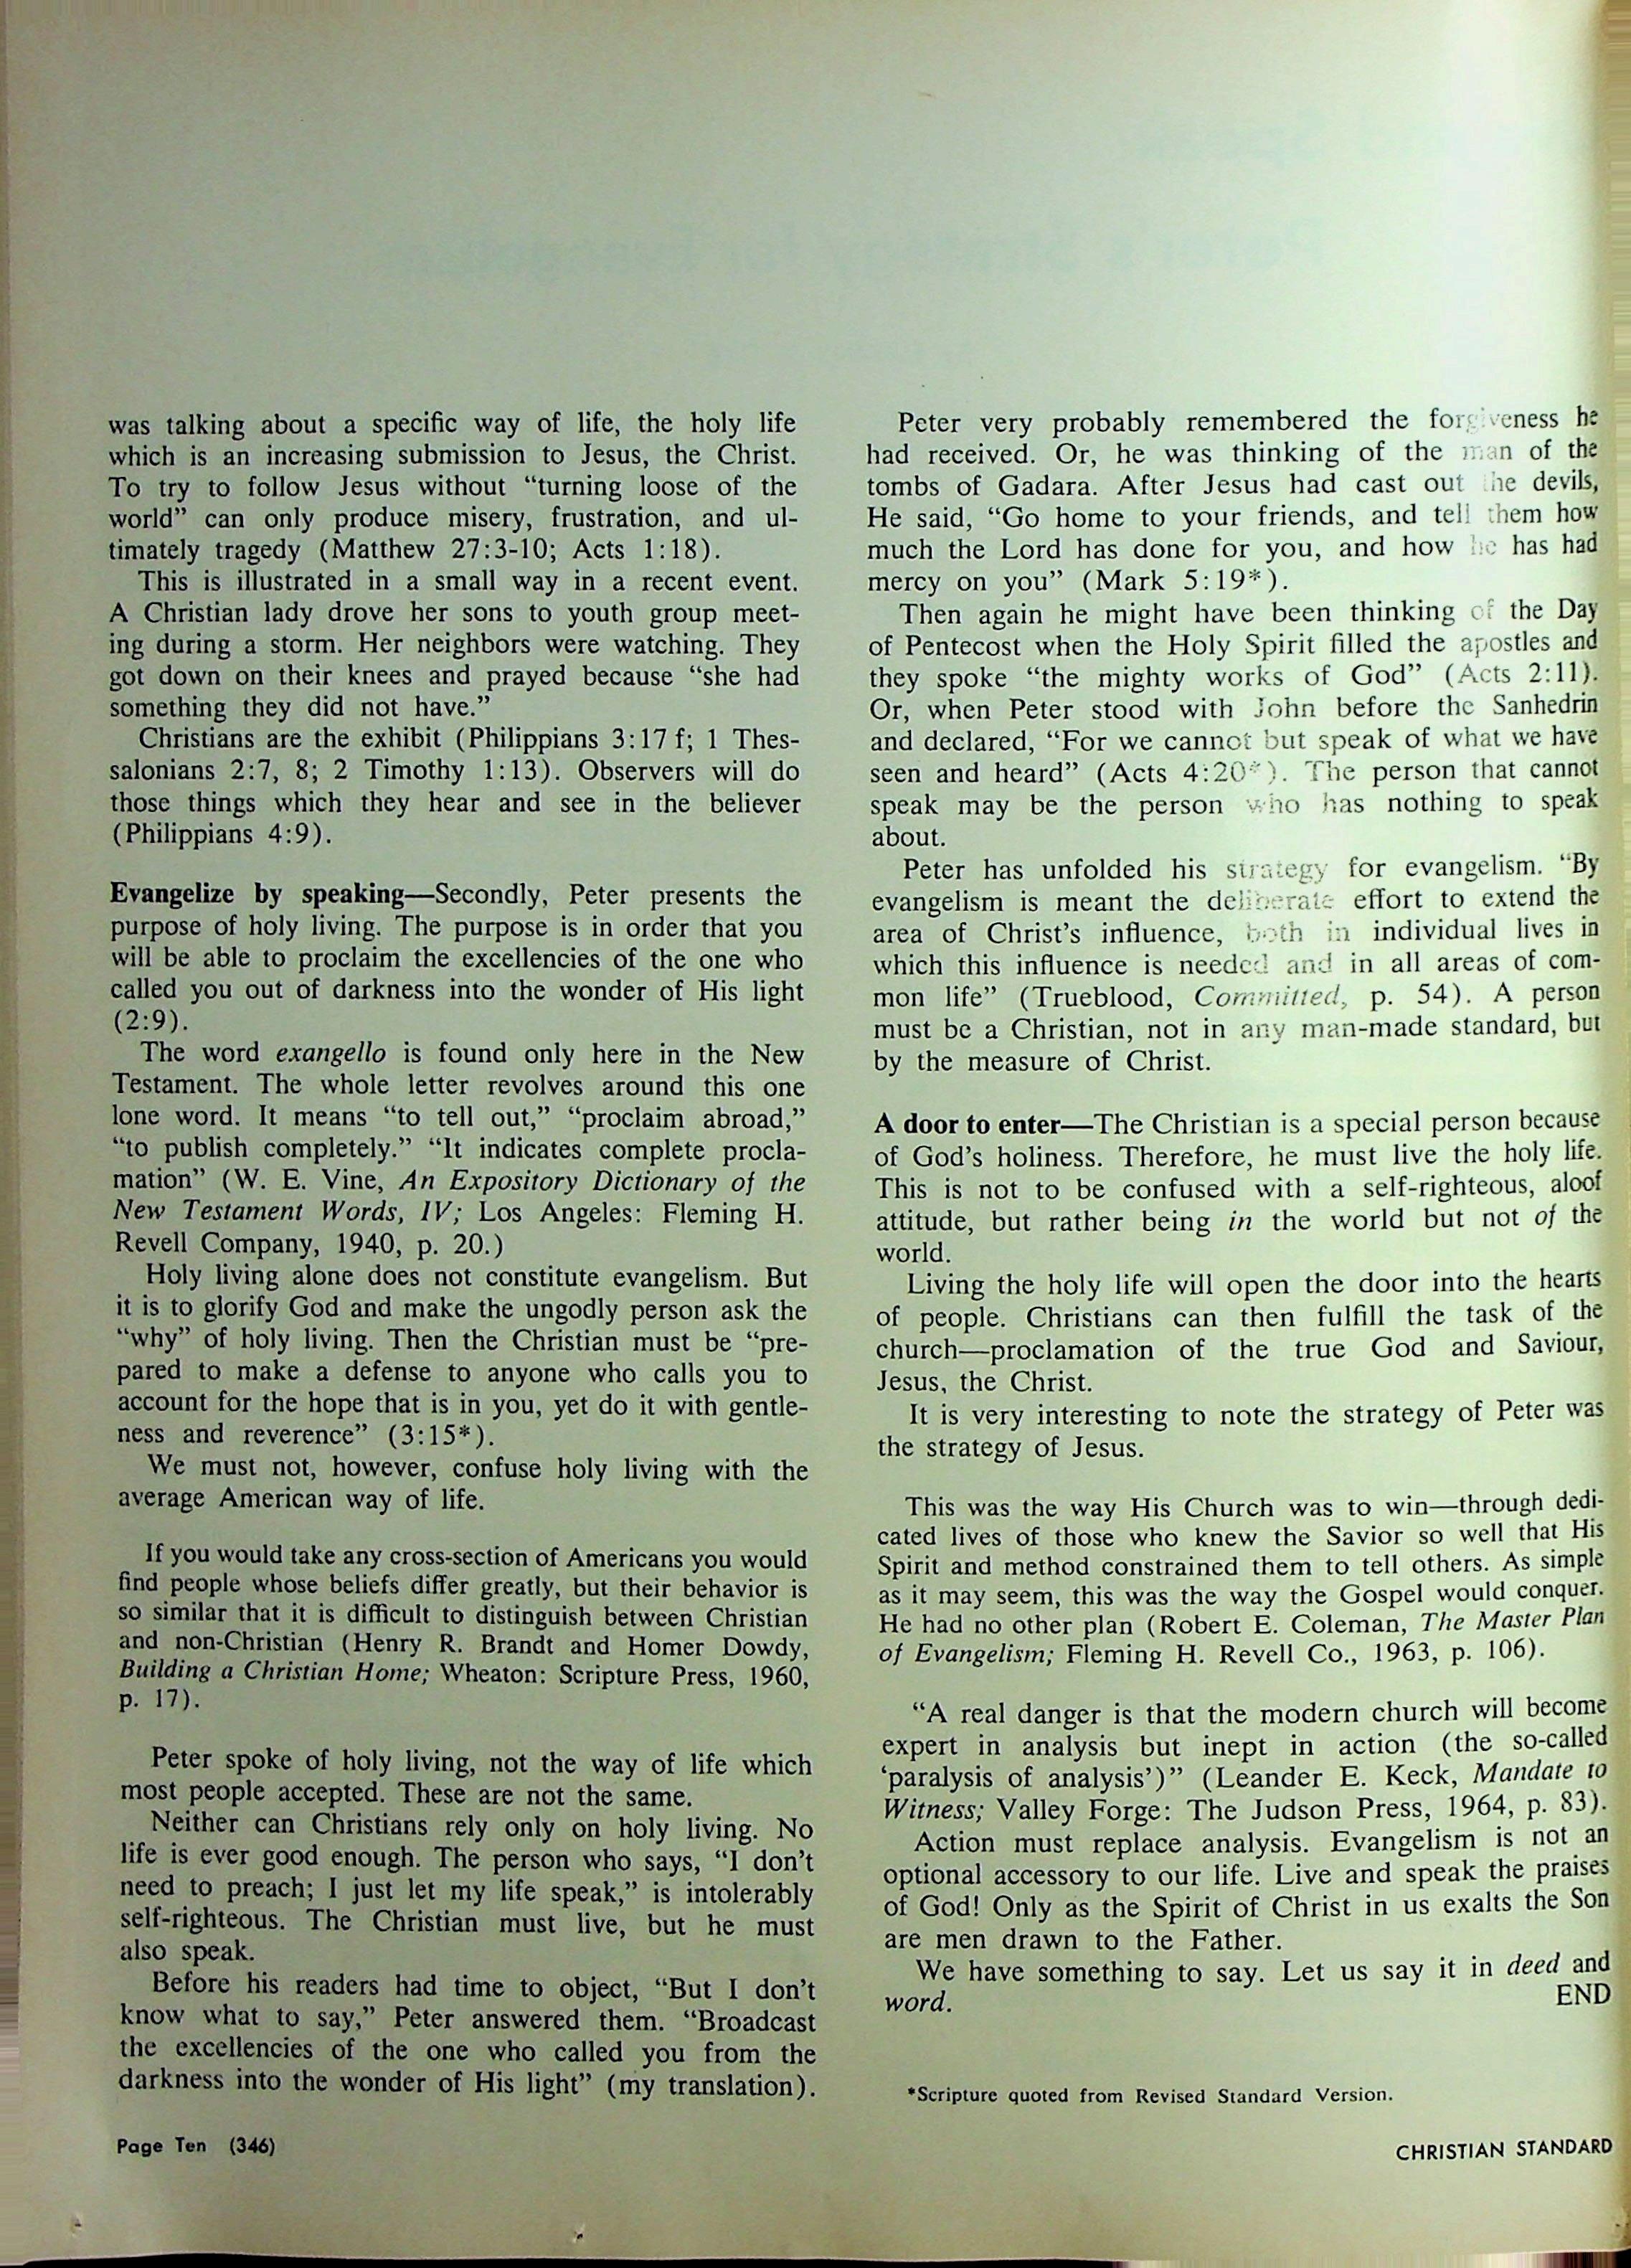 was talking about a specific way of life, the holy life
which is an increasing submission to Jesus, the Christ.
To try to follow Jesus without “turning loose of the
world” can only produce misery, frustration, and ul-
timately tragedy (Matthew 27:3-10; Acts 1:18).
This is illustrated in a small way in a recent event.
A Christian lady drove her sons to youth group meet-
ing during a storm. Her neighbors were watching. They
got down on their knees and prayed because “she had
something they did not have.”
Christians are the exhibit (Philippians 3:17 f; 1 Thes-
salonians 2:7, 8; 2 Timothy 1:13). Observers will do
those things which they hear and see in the believer
(Philippians 4:9).
Evangelize by speaking—Secondly, Peter presents the
purpose of holy living. The purpose is in order that you
will be able to proclaim the excellencies of the one who
called you out of darkness into the wonder of His light
(2:9).
The word exangello is found only here in the New
Testament. The whole letter revolves around this one
lone word. It means “to tell out,” “proclaim abroad,”
“to publish completely.” “It indicates complete procla-
mation” (W. E. Vine, An Expository Dictionary of the
New Testament Words, IV; Los Angeles: Fleming H.
Revell Company, 1940, p. 20.)
Holy living alone does not constitute evangelism. But
it is to glorify God and make the ungodly person ask the
“why” of holy living. Then the Christian must be “pre-
pared to make a defense to anyone who calls you to
account for the hope that is in you, yet do it with gentle-
ness and reverence” (3:15*).
We must not, however, confuse holy living with the
average American way of life.
If you would take any cross-section of Americans you would
find people whose beliefs differ greatly, but their behavior is
so similar that it is difficult to distinguish between Christian
and non-Christian (Henry R. Brandt and Homer Dowdy,
Building a Christian Home; Wheaton: Scripture Press, 1960,
p. 17).
Peter spoke of holy living, not the way of life which
most people accepted. These are not the same.
Neither can Christians rely only on holy living. No
life is ever good enough. The person who says, “I don’t
need to preach; I just let my life speak,” is intolerably
self-righteous. The Christian must live, but he must
also speak.
Before his readers had time to object, “But I don’t
know what to say,” Peter answered them. “Broadcast
the excellencies of the one who called you from the
darkness into the wonder of His light” (my translation).
Peter very probably remembered the forgiveness he
had received. Or, he was thinking of the man of the
tombs of Gadara. After Jesus had cast out the devils,
He said, “Go home to your friends, and tell them how
much the Lord has done for you, and how he has had
mercy on you” (Mark 5:19*).
Then again he might have been thinking of the Day
of Pentecost when the Holy Spirit filled the apostles and
they spoke “the mighty works of God” (Acts 2:11).
Or, when Peter stood with John before the Sanhedrin
and declared, “For we cannot but speak of what we have
seen and heard” (Acts 4:20*). The person that cannot
speak may be the person who has nothing to speak
about.
Peter has unfolded his strategy for evangelism. “By
evangelism is meant the deliberate effort to extend the
area of Christ’s influence, both in individual lives in
which this influence is needed and in all areas of com-
mon life” (Trueblood, Committed, p. 54). A person
must be a Christian, not in any man-made standard, but
by the measure of Christ.
A door to enter—The Christian is a special person because
of God’s holiness. Therefore, he must live the holy life.
This is not to be confused with a self-righteous, aloof
attitude, but rather being in the world but not of the
world.
Living the holy life will open the door into the hearts
of people. Christians can then fulfill the task of the
church—proclamation of the true God and Saviour,
Jesus, the Christ.
It is very interesting to note the strategy of Peter was
the strategy of Jesus.
This was the way His Church was to win—through dedi-
cated lives of those who knew the Savior so well that His
Spirit and method constrained them to tell others. As simple
as it may seem, this was the way the Gospel would conquer.
He had no other plan (Robert E. Coleman, The Master Plan
of Evangelism; Fleming H. Revell Co., 1963, p. 106).
“A real danger is that the modern church will become
expert in analysis but inept in action (the so-called
‘paralysis of analysis’)” (Leander E. Keck, Mandate to
Witness; Valley Forge: The Judson Press, 1964, p. 83).
Action must replace analysis. Evangelism is not an
optional accessory to our life. Live and speak the praises
of God! Only as the Spirit of Christ in us exalts the Son
are men drawn to the Father.
We have something to say. Let us say it in deed and
word. END
*Scripture quoted from Revised Standard Version.
Page Ten (346)
CHRISTIAN STANDARD